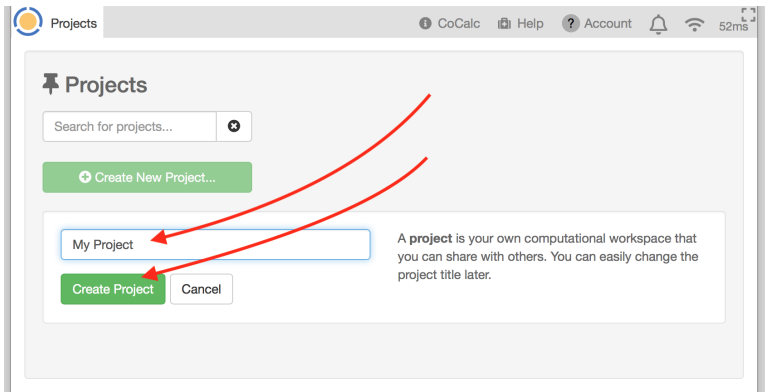 Projects
CoCalc Help ? Account 52ms
Projects
Search for projects...
Create New Project...
My Project
A project is your own computational workspace that
you can share with others. You can easily change the
project title later.
Create Project Cancel